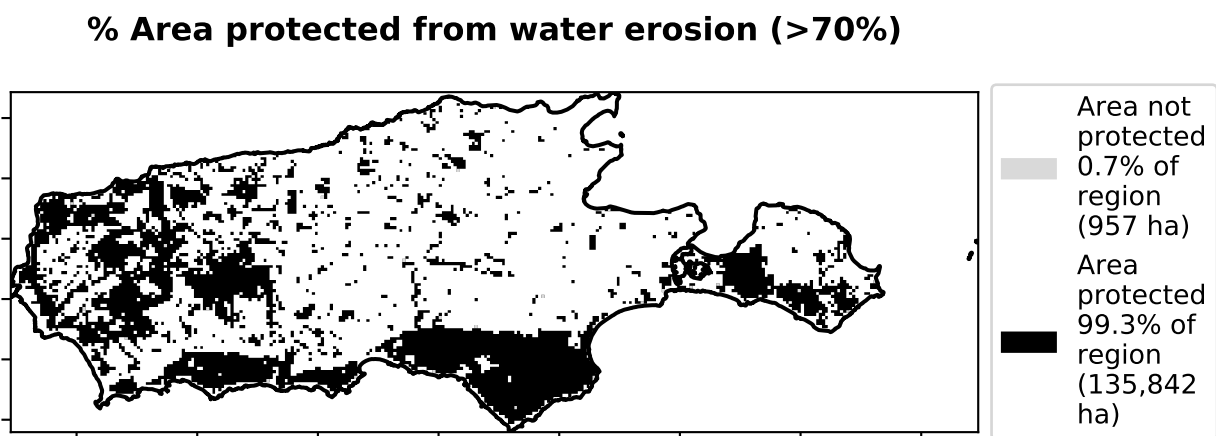 % Area protected from water erosion (>70%)
Area not
protected
0.7% of
region
(957 ha)
Area
protected
99.3% of
region
(135,842
ha)